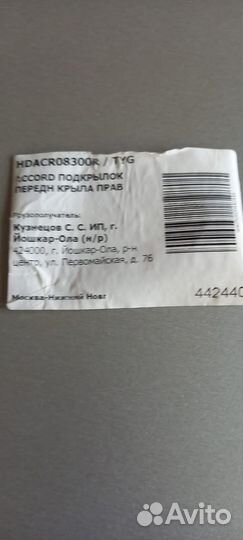 HDACR08300R / TYG
ACCORD ПОДКРЫЛОК
ПЕРЕДН КРЫЛА ПРАВ
Грузополучатель:
Кузнецов С. С. ИП, г.
Йошкар-Ола (н/р)
424000, г. Йошкар-Ола, р-н
центр, ул. Первомайская, д. 76
Москва-Нижний Новг
442440
Avito